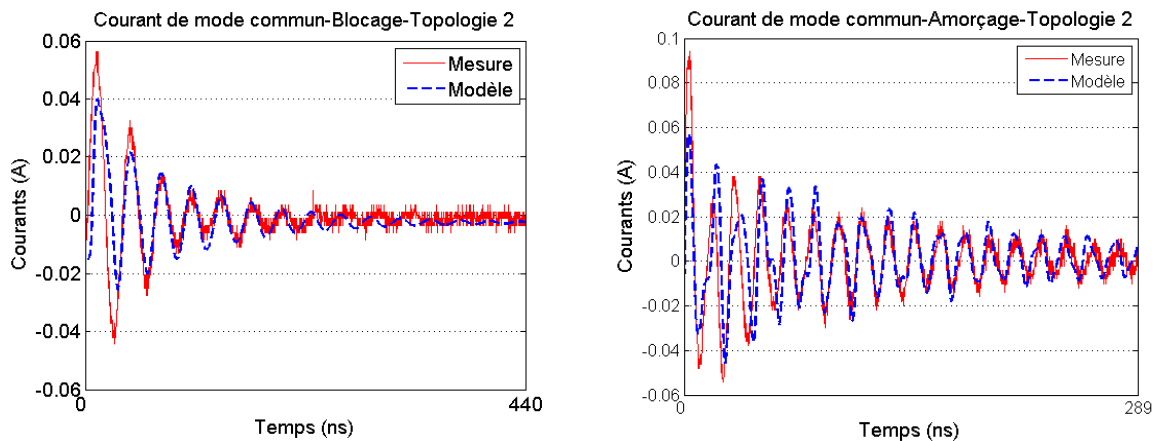 Courant de mode commun-Blocage-Topologie 2
0.06
0.04
0.02
0
-0.02
-0.04
-0.06
Courants (A)
Mesure
Modèle
0
440
Temps (ns)
Courant de mode commun-Amorçage-Topologie 2
0.1
0.08
0.06
0.04
0.02
0
-0.02
-0.04
-0.06
Courants (A)
Mesure
Modèle
0
289
Temps (ns)